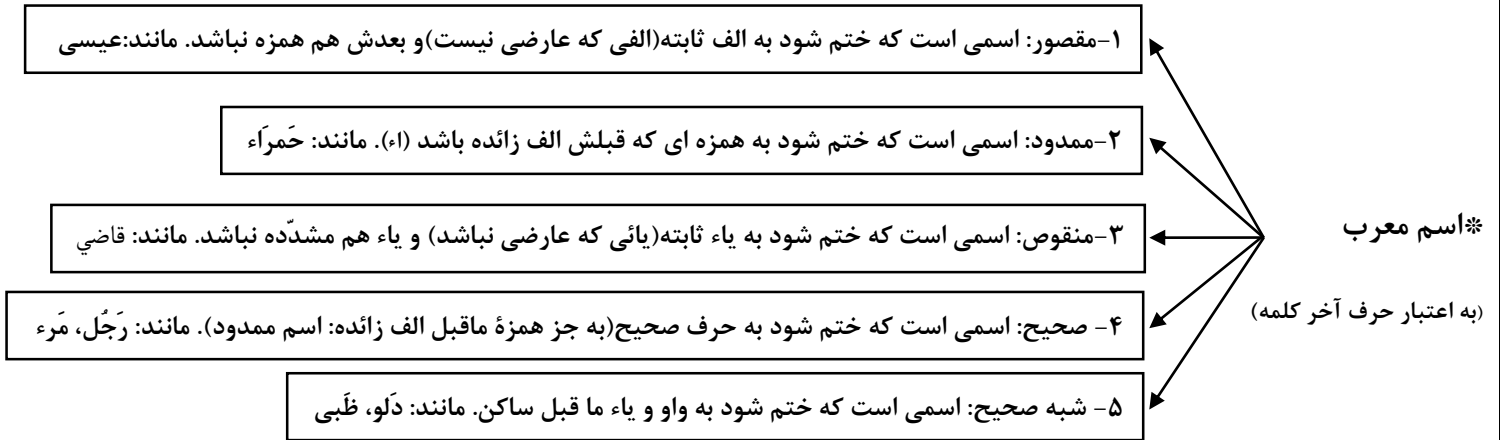 ۱-مقصور: اسمی است که ختم شود به الف ثابته(الفی که عارضی نیست)و بعدش هم همزه نباشد. مانند:عیسی
۲-ممدود: اسمی است که ختم شود به همزه ای که قبلش الف زائده باشد (اء). مانند: حَمرَاء
*اسم معرب
۳-منقوص: اسمی است که ختم شود به یاء ثابته(یائی که عارضی نباشد) و یاء هم مشدّده نباشد. مانند: قاضي
(به اعتبار حرف آخر کلمه)
۴- صحیح: اسمی است که ختم شود به حرف صحیح(به جز همزۀ ماقبل الف زائده: اسم ممدود). مانند: رَجُل، مَرء
۵- شبه صحیح: اسمی است که ختم شود به واو و یاء ما قبل ساکن. مانند: دَلو، ظَبی